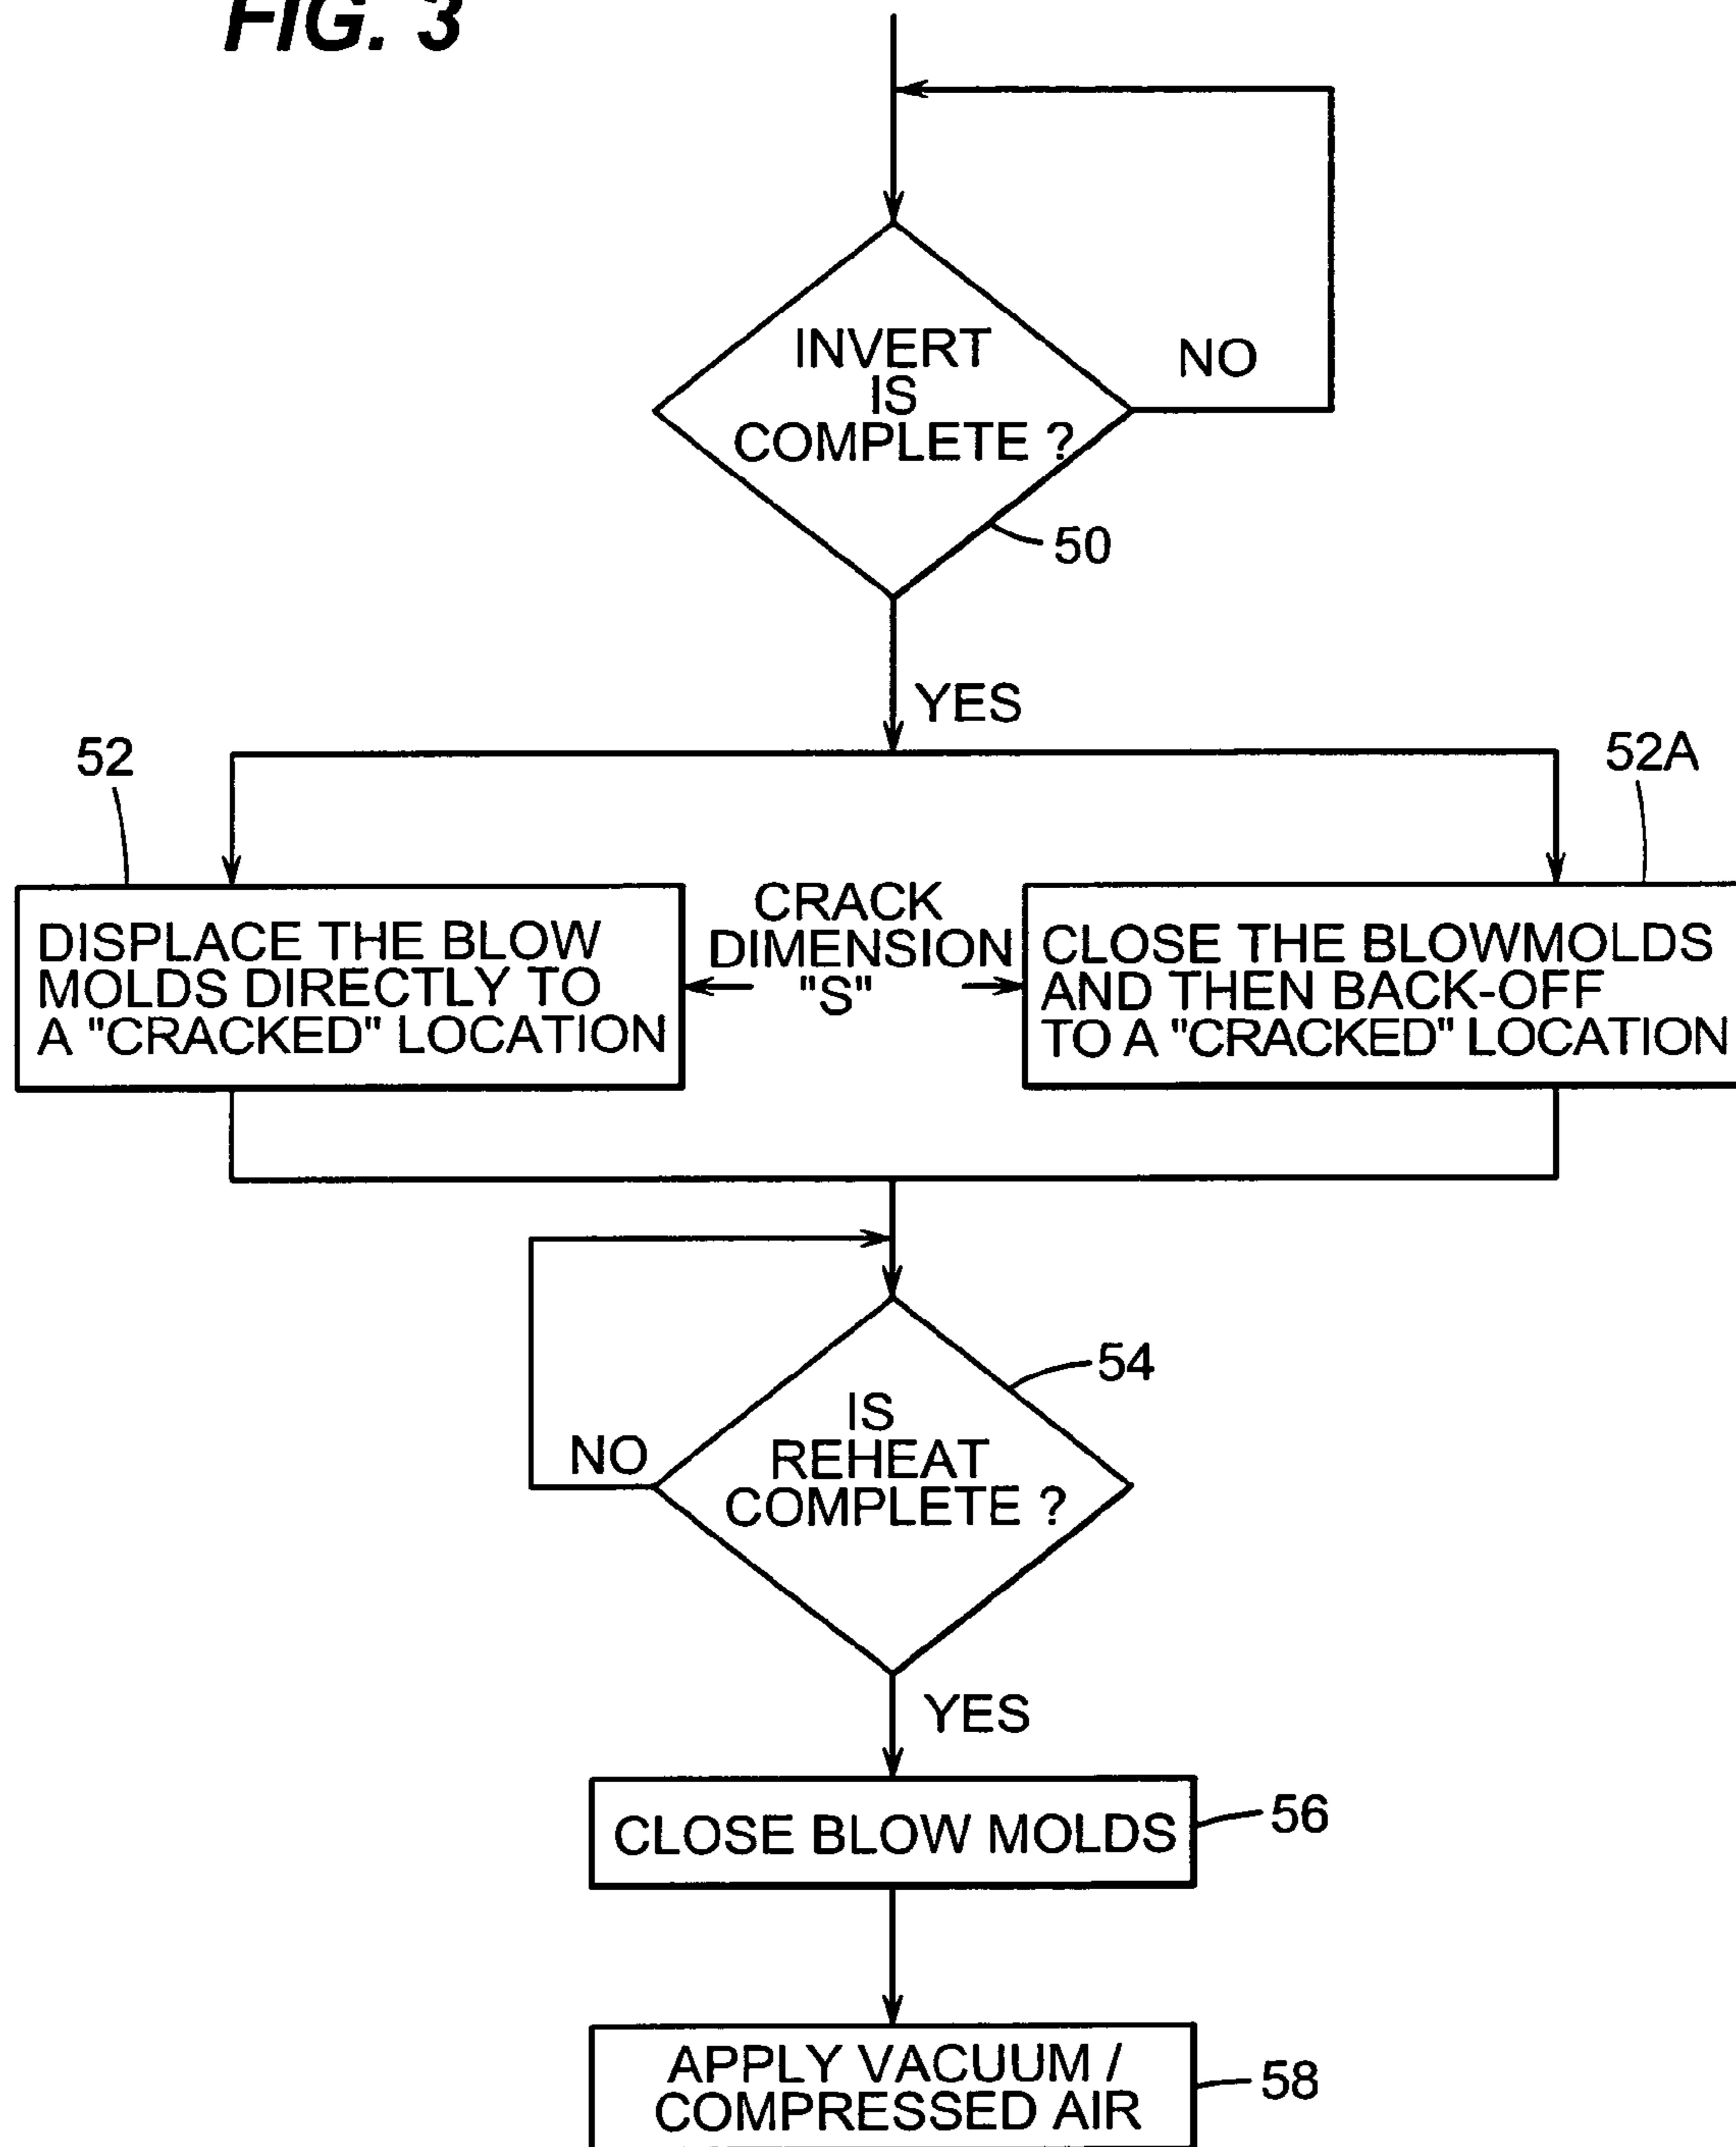 FIG. 3
INVERT
IS
COMPLETE ?
NO
50
YES
52
52A
DISPLACE THE BLOW
MOLDS DIRECTLY TO
A "CRACKED" LOCATION
CRACK
DIMENSION
"S"
CLOSE THE BLOWMOLDS
AND THEN BACK-OFF
TO A "CRACKED" LOCATION
54
IS
REHEAT
COMPLETE ?
NO
YES
CLOSE BLOW MOLDS
56
APPLY VACUUM /
COMPRESSED AIR
58